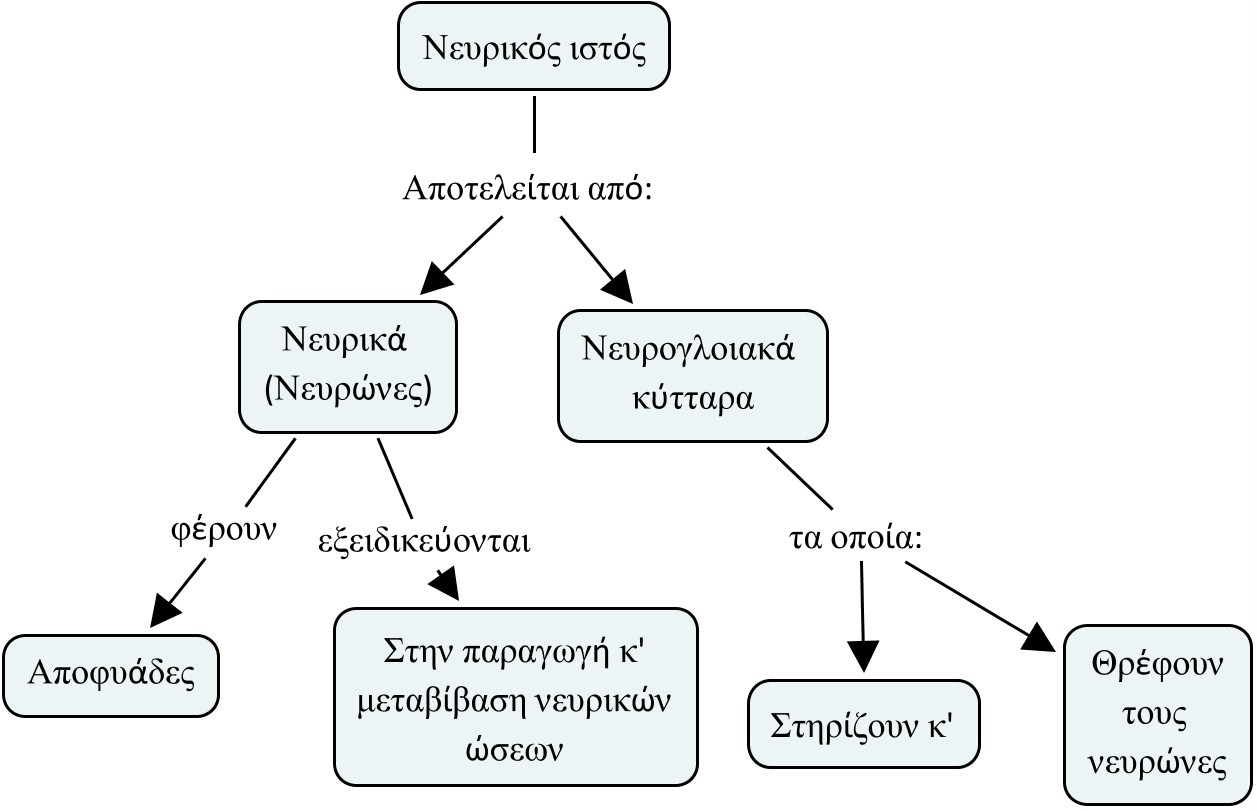 Νευρικός ιστός
Αποτελείται από:
Νευρικά
(Νευρώνες)
Νευρογλοιακά
κύτταρα
φέρουν
εξειδικεύονται
τα οποία:
Αποφυάδες
Στην παραγωγή κ'
μεταβίβαση νευρικών
ώσεων
Στηρίζουν κ'
Θρέφουν
τους
νευρώνες